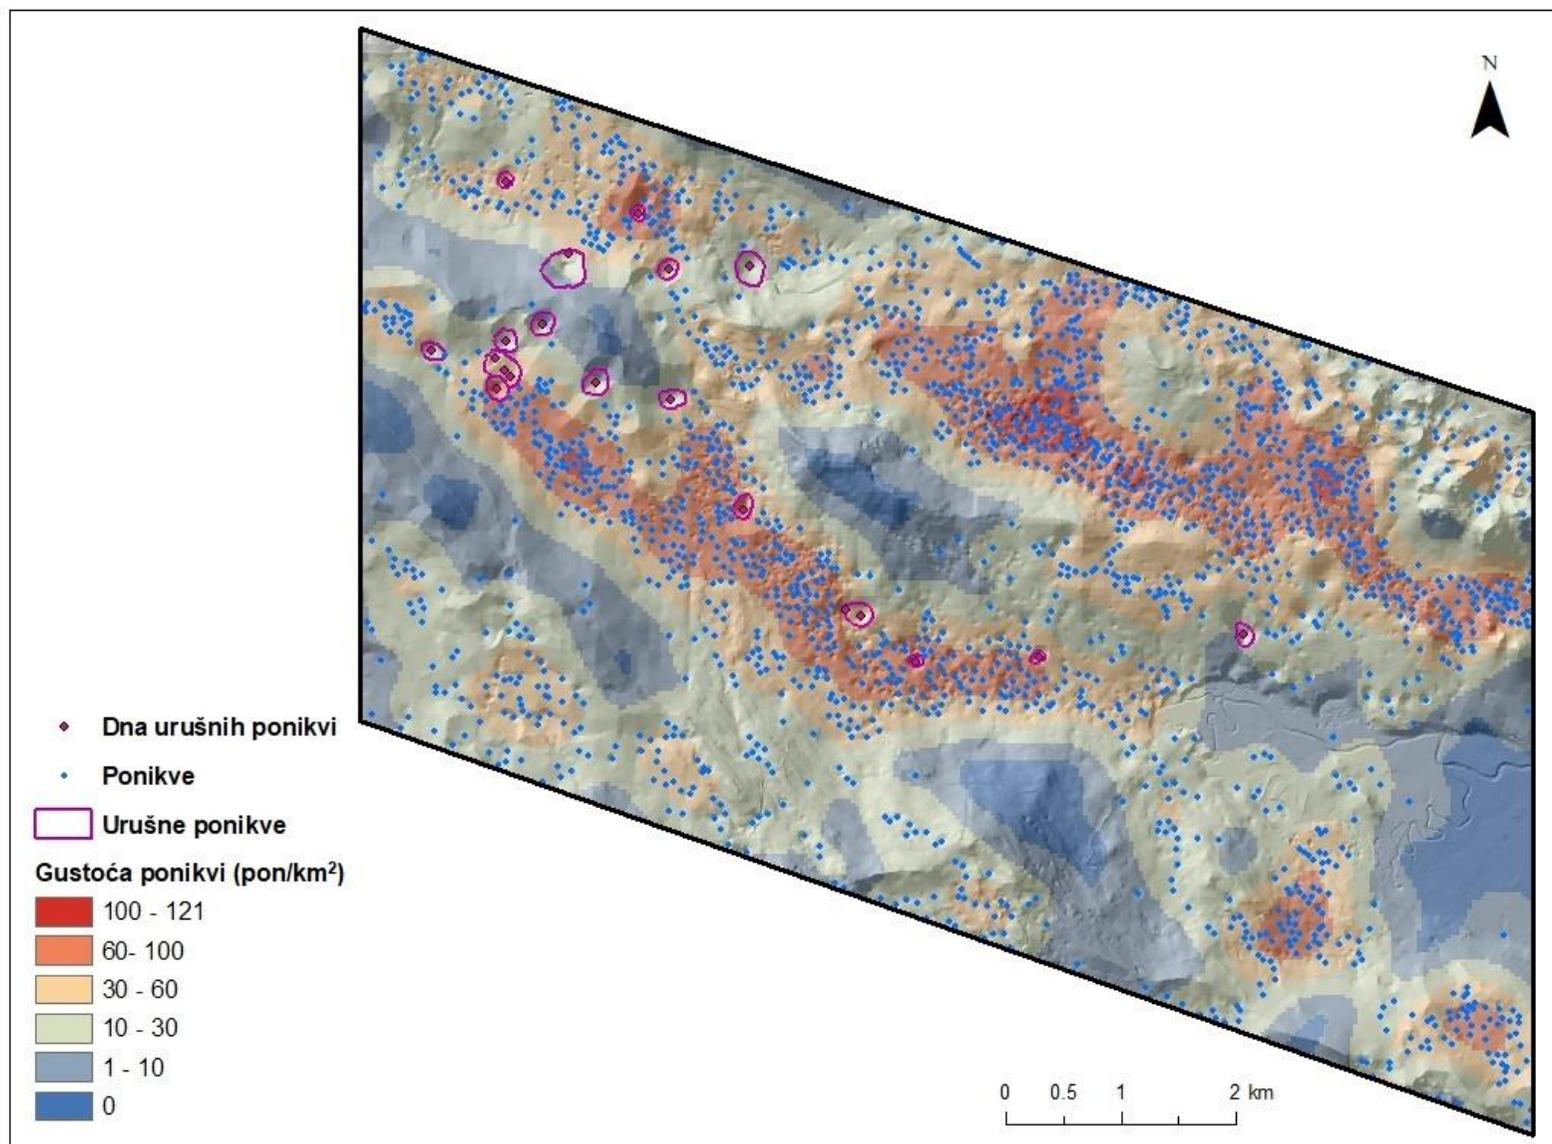 N
Dna urušnih ponikvi
Ponikve
Urušne ponikve
Gustoća ponikvi (pon/km²)
100 - 121
60- 100
30 - 60
10 - 30
1 - 10
0
0 0.5 1 2 km